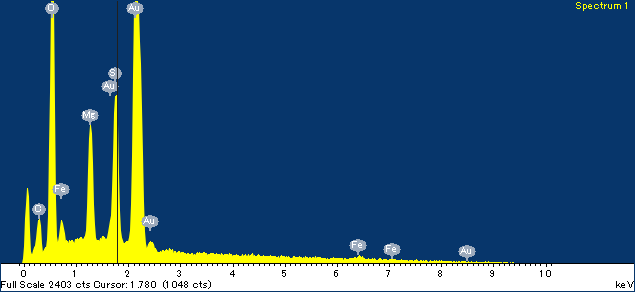 Spectrum 1
O
Au
Si
Au
Mg
Fe
Au
Fe
Fe
Au
0 1 2 3 4 5 6 7 8 9 10
Full Scale 2403 cts Cursor: 1.780 (1048 cts)
keV